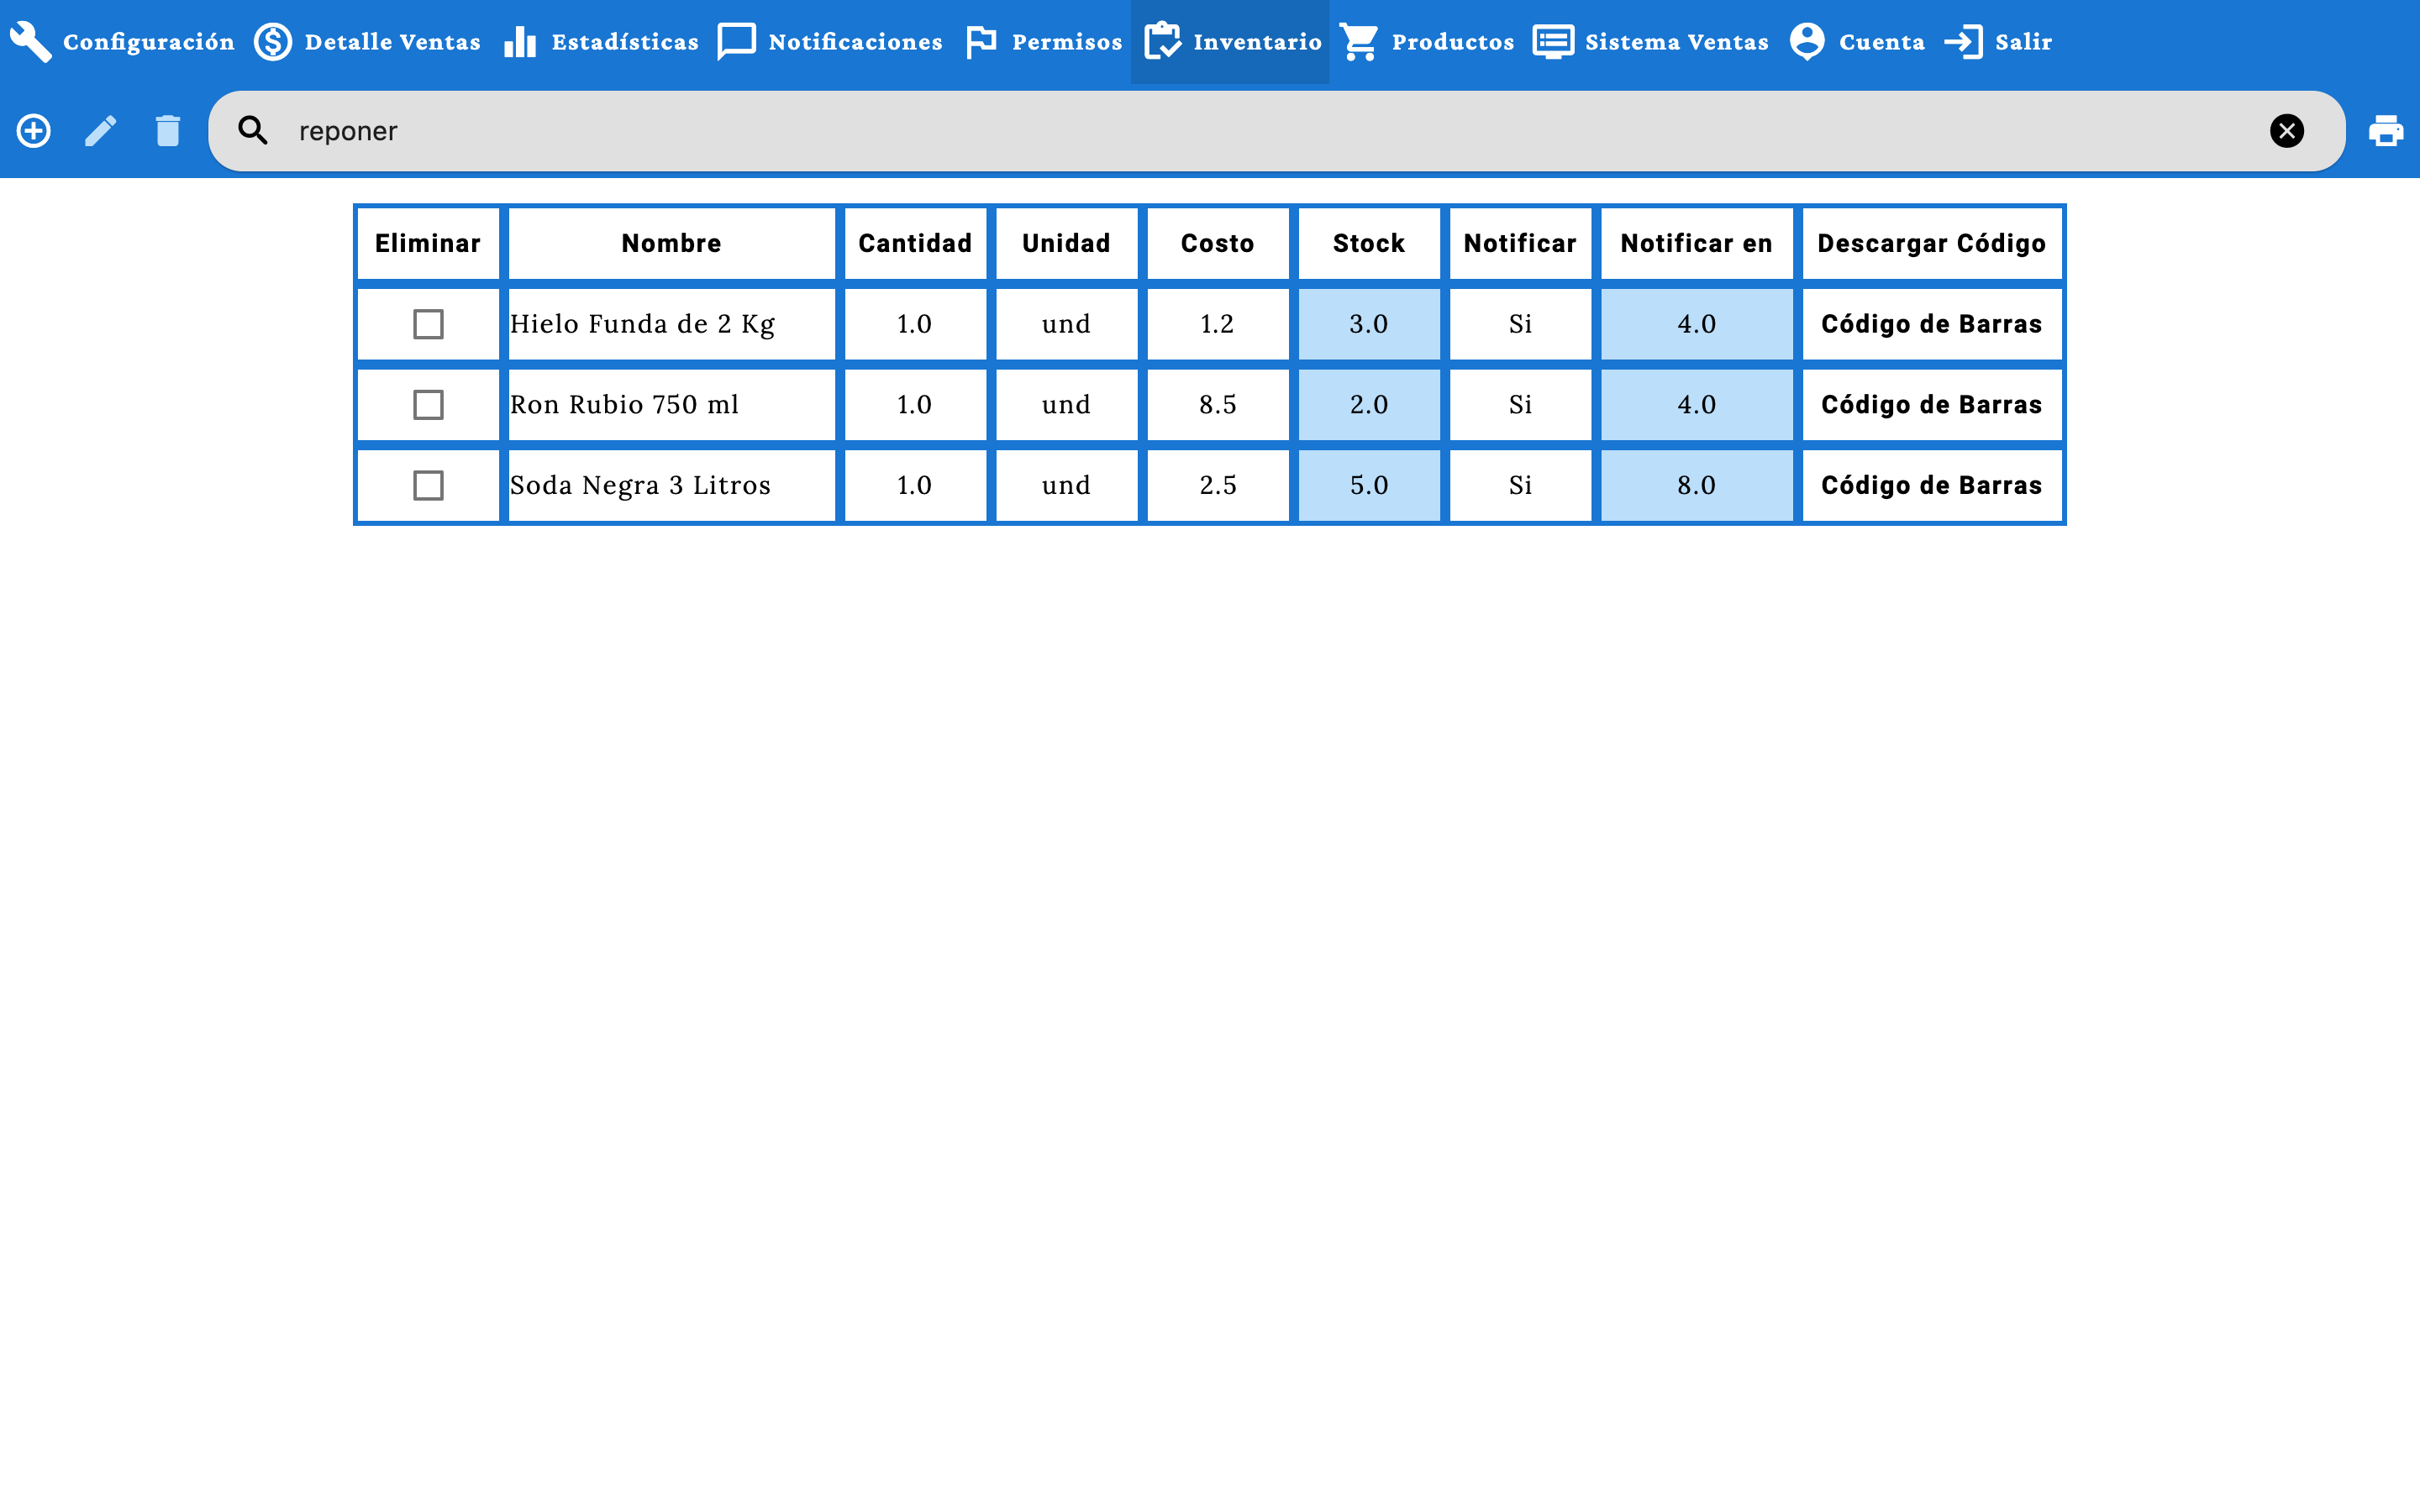 Configuración Detalle Ventas Estadísticas Notificaciones Permisos Inventario Productos Sistema Ventas Cuenta Salir
reponer
Eliminar Nombre Cantidad Unidad Costo Stock Notificar Notificar en Descargar Código
Hielo Funda de 2 Kg 1.0 und 1.2 3.0 Si 4.0 Código de Barras
Ron Rubio 750 ml 1.0 und 8.5 2.0 Si 4.0 Código de Barras
Soda Negra 3 Litros 1.0 und 2.5 5.0 Si 8.0 Código de Barras